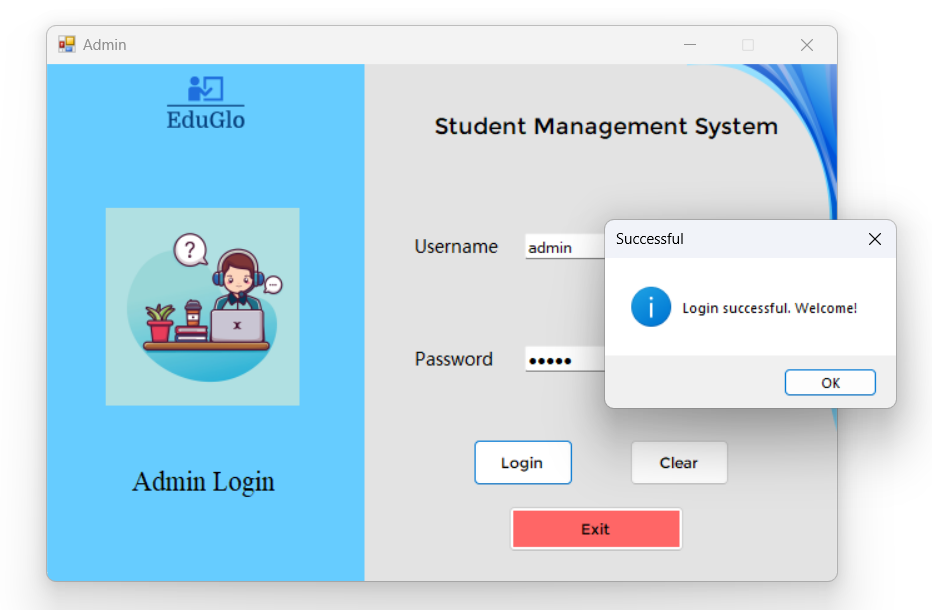 Admin
EduGlo
Student Management System
?
Username
admin
Successful
i
Login successful. Welcome!
OK
x
Password
•••••
Login
Clear
Admin Login
Exit